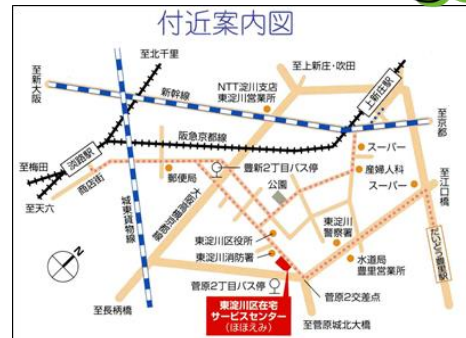 付近案内図
至北千里
至上新庄・吹田
至新大阪
新幹線
NTT淀川支店
東淀川営業所
上新庄駅
至京都
阪急京都線
スーパー
淡路駅
至梅田
商店街
郵便局
豊新2丁目バス停
産婦人科
スーパー
至江口橋
至天六
公園
城東貨物線
大阪高槻京都線
東淀川区役所
東淀川警察署
東淀川消防署
水道局
豊里営業所
だいどう豊里駅
N
菅原2丁目バス停
菅原2交差点
至長柄橋
東淀川区在宅
サービスセンター
(ほほえみ)
至菅原城北大橋